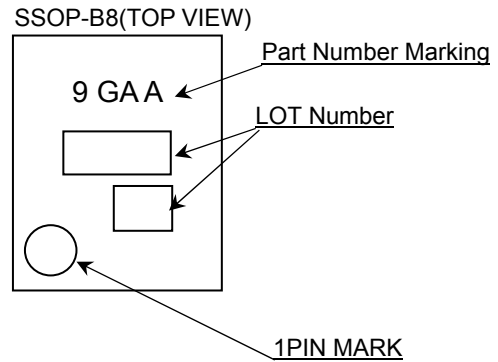 SSOP-B8(TOP VIEW)
Part Number Marking
9 GA A
LOT Number
1PIN MARK